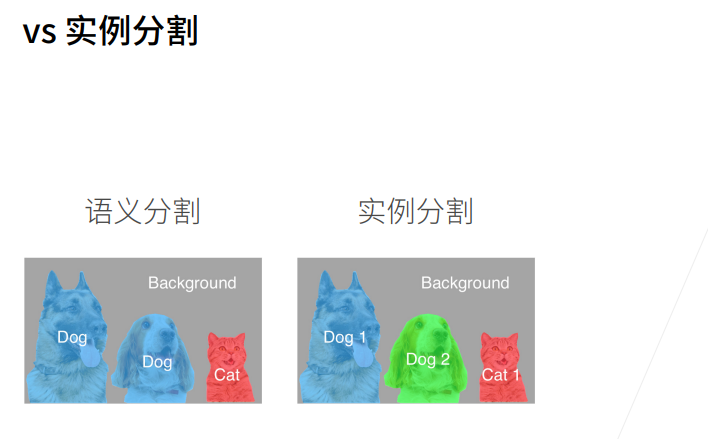 vs 实例分割
语义分割
实例分割
Background
Dog
Dog
Cat
Background
Dog 1
Dog 2
Cat 1